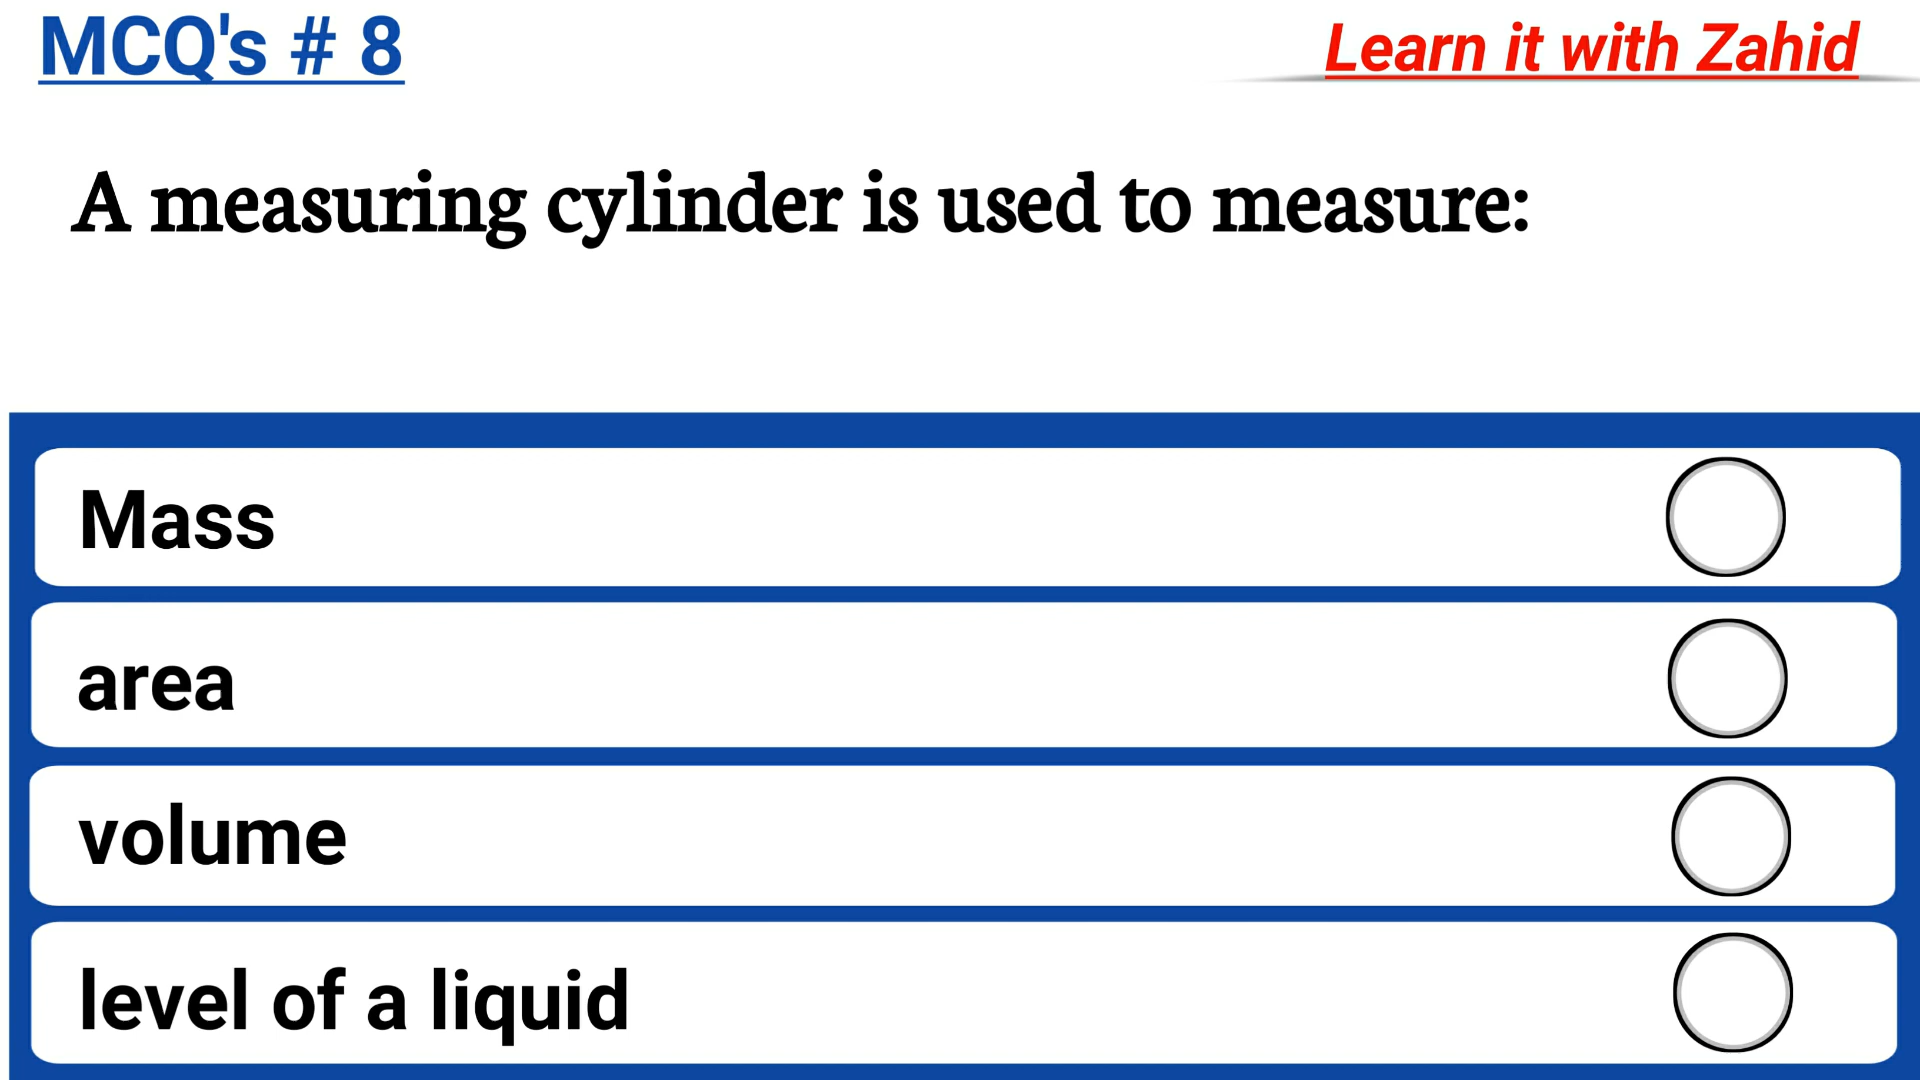 MCQ's # 8
Learn it with Zahid
A measuring cylinder is used to measure:
Mass
area
volume
level of a liquid